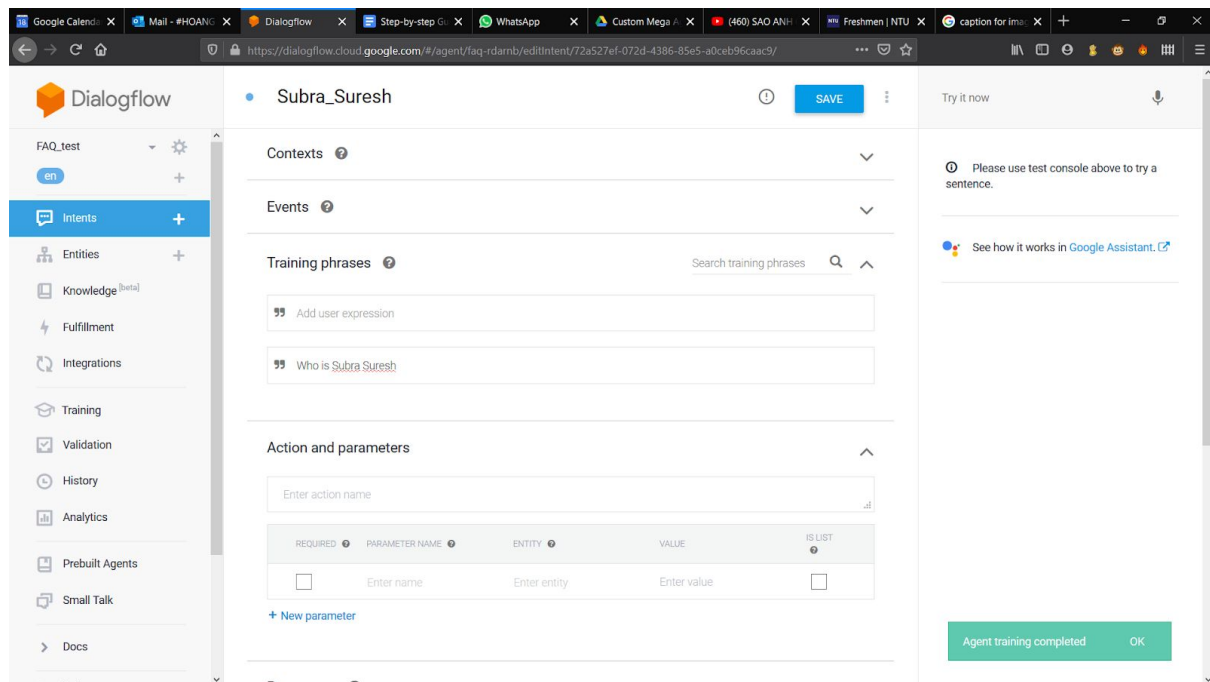 Google Calenda
Mail - #HOANG
Dialogflow
Step-by-step Gu
WhatsApp
Custom Mega A
(460) SAO ANH
Freshmen | NTU
caption for imag
https://dialogflow.cloud.google.com/#/agent/faq-rdarnb/editIntent/72a527ef-072d-4386-85e5-a0ceb96caac9/
Dialogflow
FAQ_test
en
Intents
Entities
Knowledge [beta]
Fulfillment
Integrations
Training
Validation
History
Analytics
Prebuilt Agents
Small Talk
Docs
Subra_Suresh
SAVE
Contexts
Events
Training phrases
Search training phrases
Add user expression
Who is Subra Suresh
Action and parameters
Enter action name
REQUIRED PARAMETER NAME ENTITY VALUE IS LIST
Enter name Enter entity Enter value
+ New parameter
Try it now
Please use test console above to try a
sentence.
See how it works in Google Assistant.
Agent training completed OK